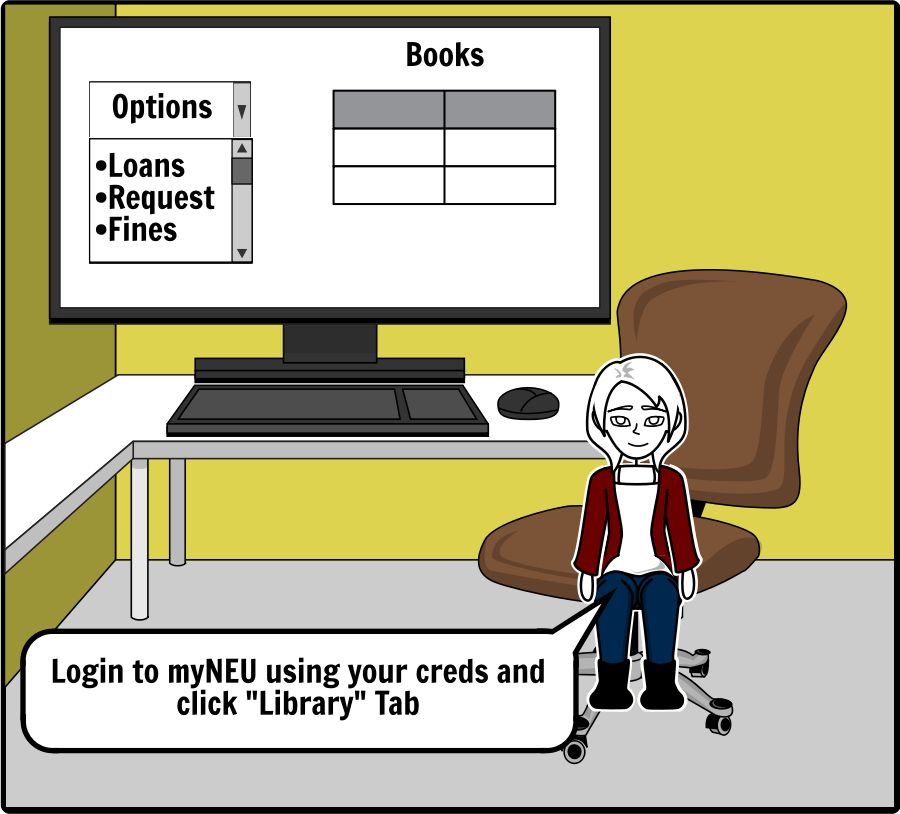 Books
Options
•Loans
•Request
•Fines
Login to myNEU using your creds and
click "Library" Tab